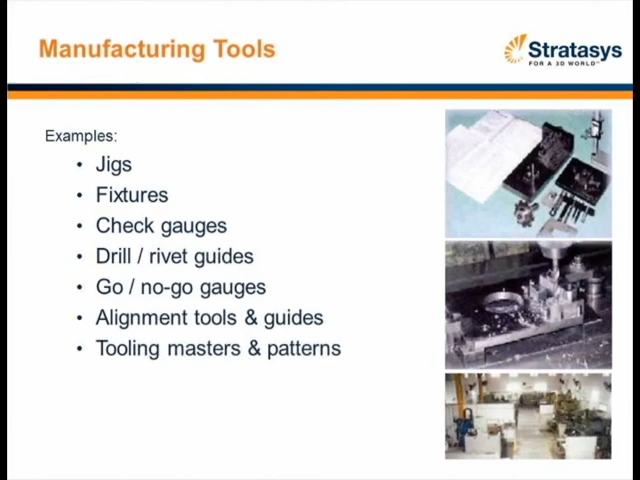 Manufacturing Tools
Stratasys
FOR A 3D WORLD™
Examples:
• Jigs
• Fixtures
• Check gauges
• Drill / rivet guides
• Go / no-go gauges
• Alignment tools & guides
• Tooling masters & patterns